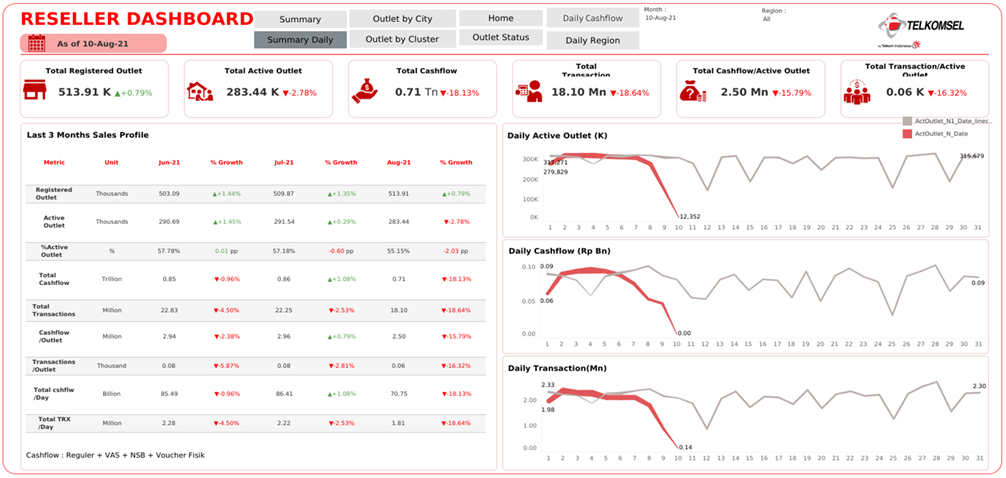 RESELLER DASHBOARD
As of 10-Aug-21
Summary
Outlet by City
Home
Daily Cashflow
Summary Daily
Outlet by Cluster
Outlet Status
Daily Region
Month :
10-Aug-21
Region :
All
TELKOMSEL
by Telkom Indonesia
Total Registered Outlet
513.91 K ▲+0.79%
Total Active Outlet
283.44 K ▼-2.78%
Total Cashflow
0.71 Tn ▼-18.13%
Total
Transaction
18.10 Mn ▼-18.64%
Total Cashflow/Active Outlet
2.50 Mn ▼-15.79%
Total Transaction/Active
Outlet
0.06 K ▼-16.32%
Last 3 Months Sales Profile
Metric Unit Jun-21 % Growth Jul-21 % Growth Aug-21 % Growth
Registered
Outlet Thousands 503.09 ▲+1.44% 509.87 ▲+1.35% 513.91 ▲+0.79%
Active
Outlet Thousands 290.69 ▲+1.45% 291.54 ▲+0.29% 283.44 ▼-2.78%
%Active
Outlet % 57.78% 0.01 pp 57.18% -0.60 pp 55.15% -2.03 pp
Total
Cashflow Trillion 0.85 ▼-0.96% 0.86 ▲+1.08% 0.71 ▼-18.13%
Total
Transactions Million 22.83 ▼-4.50% 22.25 ▼-2.53% 18.10 ▼-18.64%
Cashflow
/Outlet Million 2.94 ▼-2.38% 2.96 ▲+0.79% 2.50 ▼-15.79%
Transactions
/Outlet Thousand 0.08 ▼-5.87% 0.08 ▼-2.81% 0.06 ▼-16.32%
Total cshflw
/Day Billion 85.49 ▼-0.96% 86.41 ▲+1.08% 70.75 ▼-18.13%
Total TRX
/Day Million 2.28 ▼-4.50% 2.22 ▼-2.53% 1.81 ▼-18.64%
Cashflow : Reguler + VAS + NSB + Voucher Fisik
ActOutlet_N1_Date_linec..
ActOutlet_N_Date
Daily Active Outlet (K)
300K
200K
100K
0K
279,829
12,352
315,679
1 2 3 4 5 6 7 8 9 10 11 12 13 14 15 16 17 18 19 20 21 22 23 24 25 26 27 28 29 30 31
Daily Cashflow (Rp Bn)
0.10
0.05
0.00
0.09
0.06
0.00
0.09
1 2 3 4 5 6 7 8 9 10 11 12 13 14 15 16 17 18 19 20 21 22 23 24 25 26 27 28 29 30 31
Daily Transaction(Mn)
2.00
1.00
0.00
2.33
1.98
0.14
2.30
1 2 3 4 5 6 7 8 9 10 11 12 13 14 15 16 17 18 19 20 21 22 23 24 25 26 27 28 29 30 31